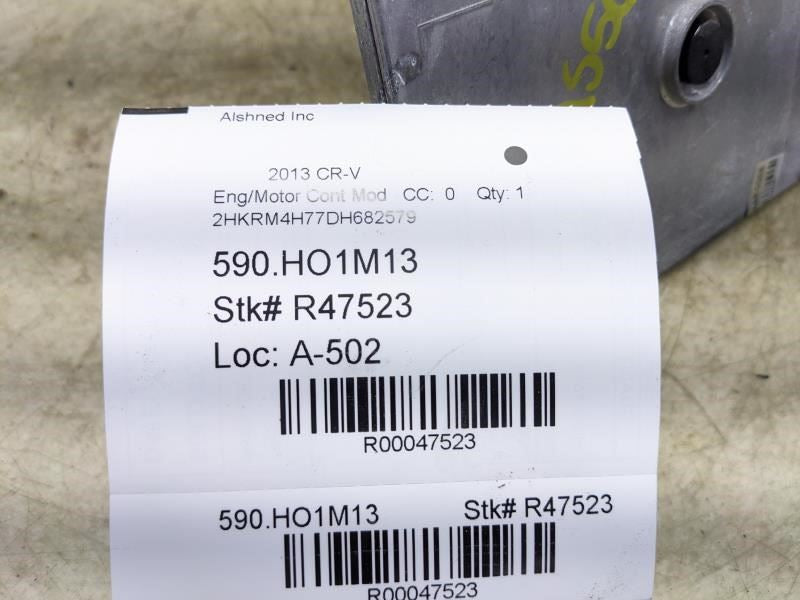 Alshned Inc
2013 CR-V
Eng/Motor Cont Mod CC: 0 Qty: 1
2HKRM4H77DH682579
590.HO1M13
Stk# R47523
Loc: A-502
R00047523
590.HO1M13 Stk# R47523
R00047523